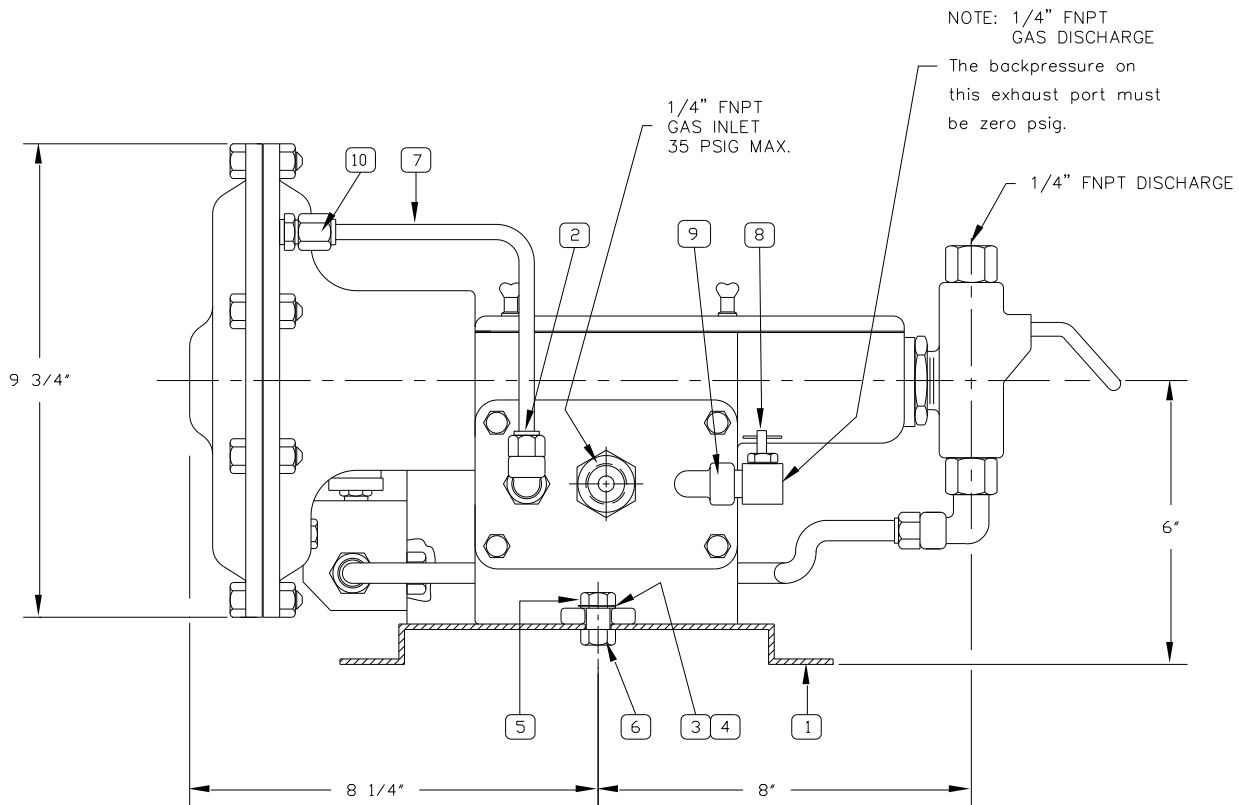 NOTE: 1/4" FNPT
GAS DISCHARGE
The backpressure on
this exhaust port must
be zero psig.
1/4" FNPT
GAS INLET
35 PSIG MAX.
10
7
1/4" FNPT DISCHARGE
2
9
8
9 3/4"
6"
5
6
3
4
1
8 1/4"
8"